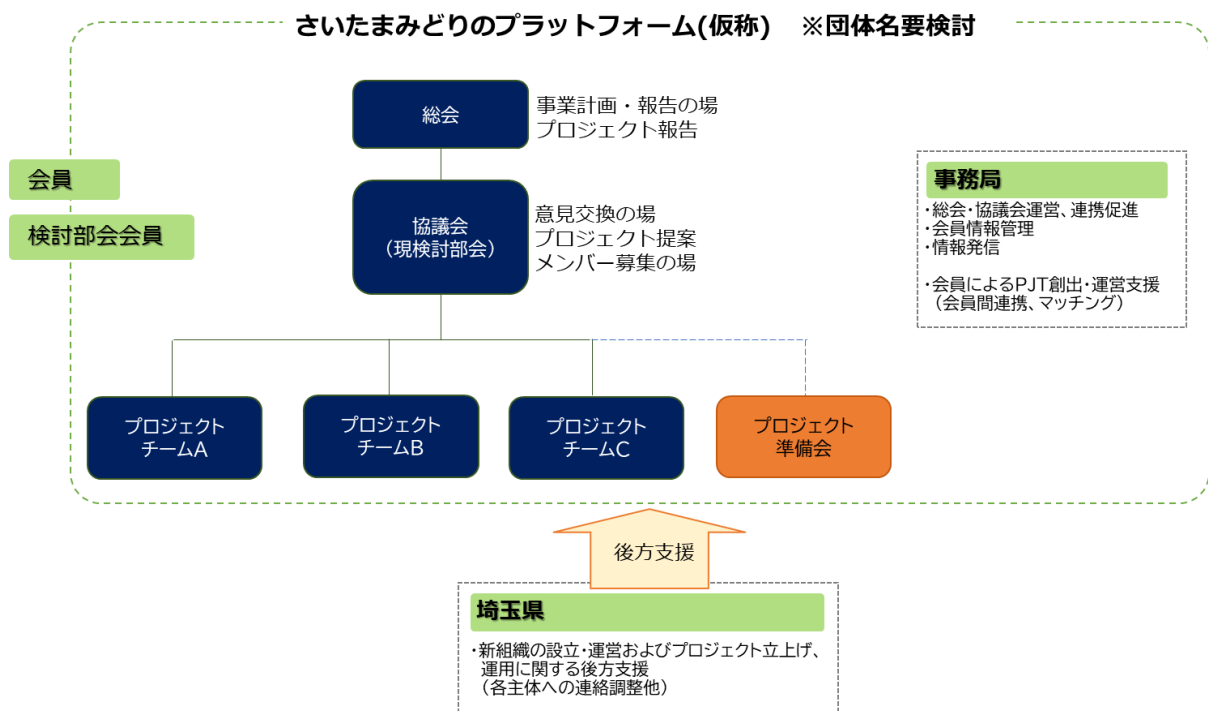 さいたまみどりのプラットフォーム(仮称)　※団体名要検討
総会
事業計画・報告の場
プロジェクト報告
会員
検討部会会員
協議会
（現検討部会）
意見交換の場
プロジェクト提案
メンバー募集の場
事務局
・総会・協議会運営、連携促進
・会員情報管理
・情報発信
・会員によるPJT創出・運営支援
（会員間連携、マッチング）
プロジェクト
チームA
プロジェクト
チームB
プロジェクト
チームC
プロジェクト
準備会
後方支援
埼玉県
・新組織の設立・運営およびプロジェクト立上げ、
運用に関する後方支援
（各主体への連絡調整他）